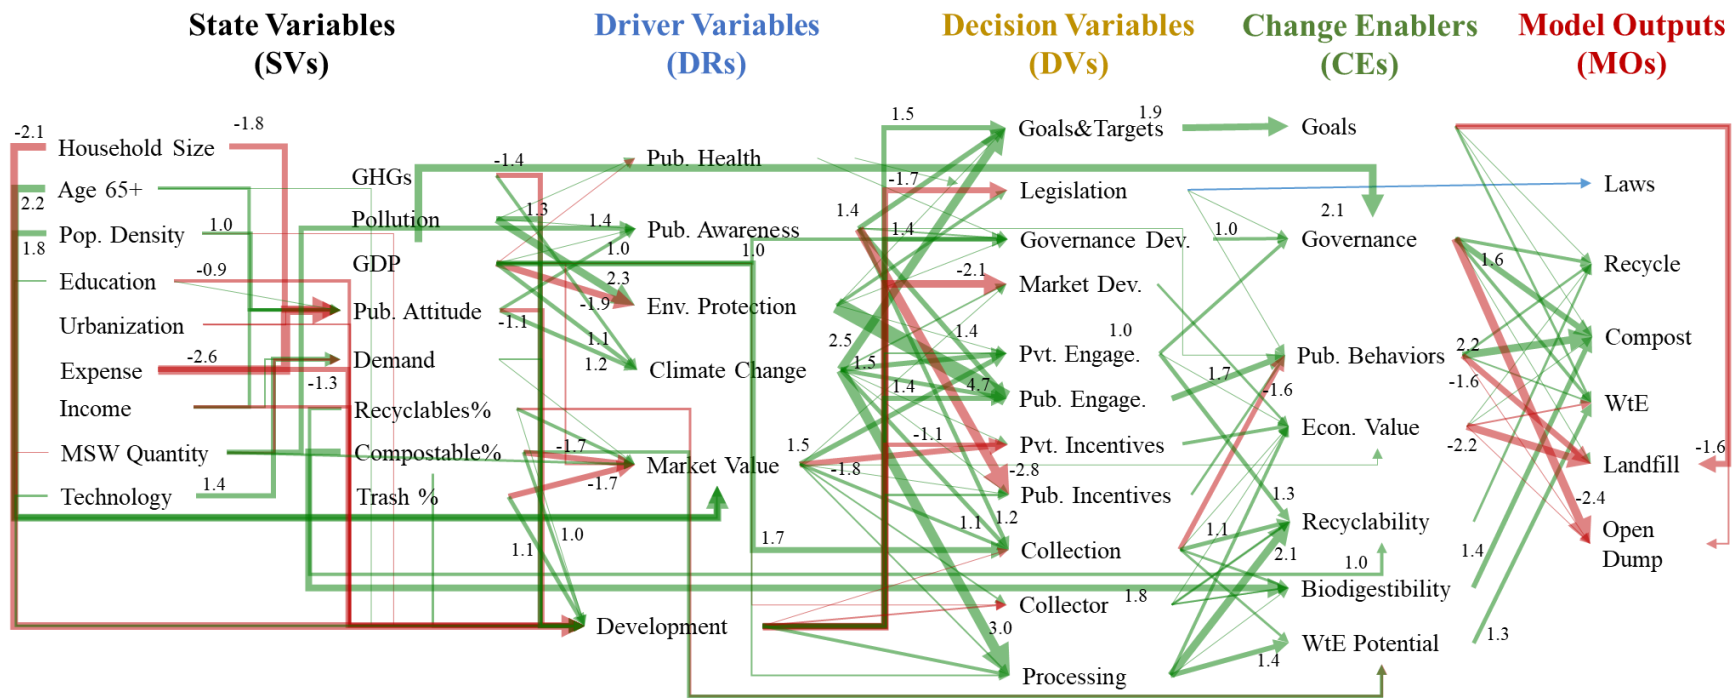 State Variables
(SVs)
Driver Variables
(DRs)
Decision Variables
(DVs)
Change Enablers
(CEs)
Model Outputs
(MOs)
-2.1
Household Size
-1.8
Age 65+
2.2
Pop. Density
1.0
1.8
Education
-0.9
Urbanization
Expense
-2.6
-1.3
Income
MSW Quantity
Technology
1.4
GHGs
Pollution
GDP
Pub. Attitude
Demand
Recyclables%
Compostable%
Trash %
-1.4
1.3
1.4
1.0
2.3
-1.9
-1.1
1.1
1.2
-1.7
-1.7
1.0
1.1
Pub. Health
Pub. Awareness
Env. Protection
Climate Change
Market Value
Development
1.0
1.7
1.5
-1.7
1.4
1.4
-2.1
2.5
1.4
1.5
1.4
4.7
-1.1
1.5
-1.8
-2.8
1.1
1.2
3.0
Goals&Targets
1.9
Legislation
Governance Dev.
1.0
Market Dev.
Pvt. Engage.
1.0
Pub. Engage.
1.7
Pvt. Incentives
Pub. Incentives
Collection
Collector
1.8
Processing
-1.6
1.3
1.1
2.1
1.0
1.4
Goals
2.1
Governance
Pub. Behaviors
Econ. Value
Recyclability
Biodigestibility
WtE Potential
1.6
2.2
-1.6
-2.2
-2.4
1.4
1.3
-1.6
Laws
Recycle
Compost
WtE
Landfill
Open
Dump